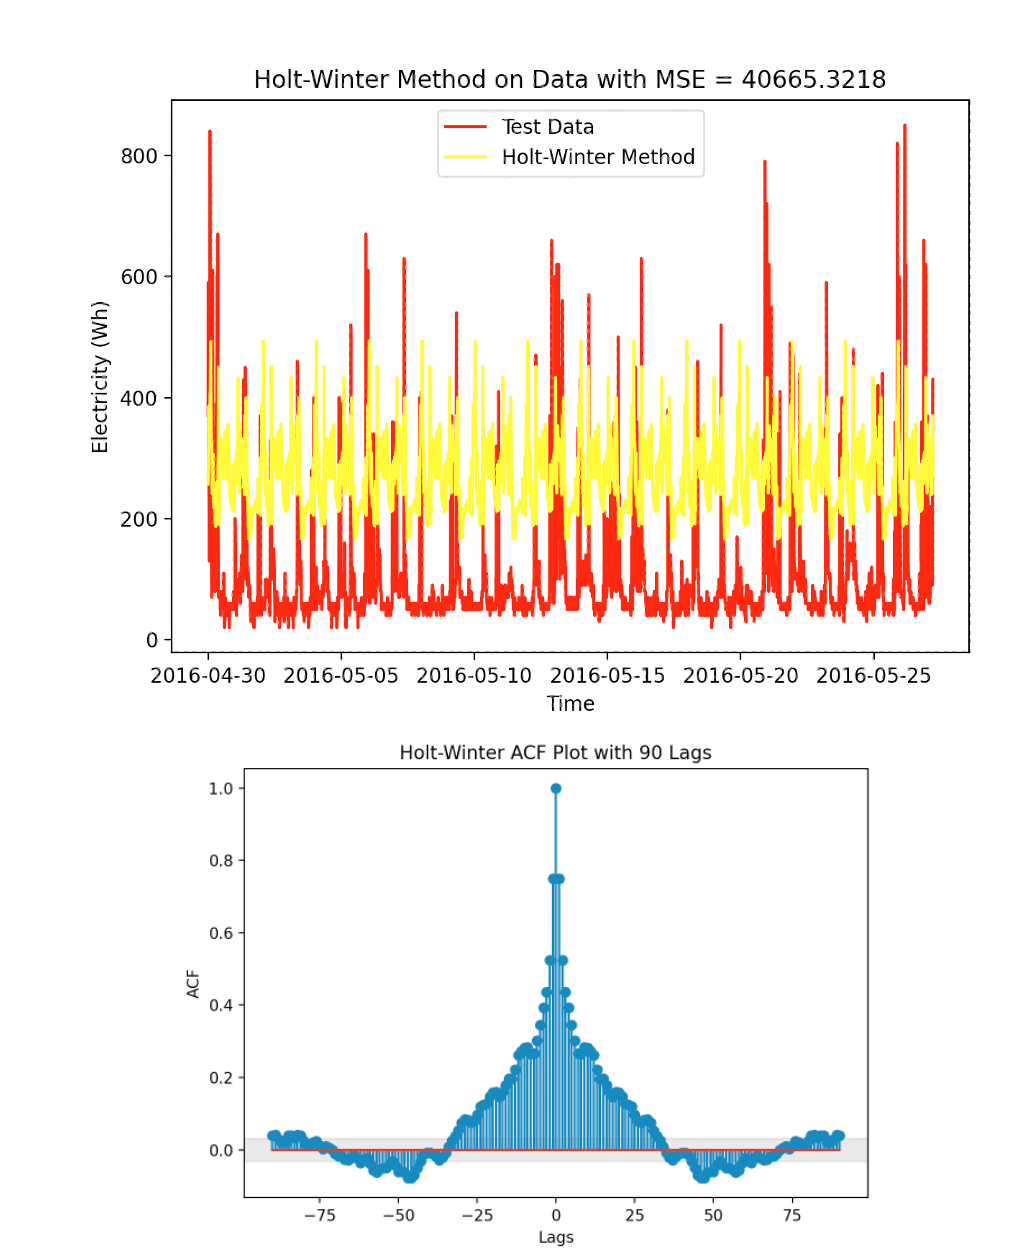 Holt-Winter Method on Data with MSE = 40665.3218
Test Data
Holt-Winter Method
800
600
400
200
0
Electricity (Wh)
2016-04-30 2016-05-05 2016-05-10 2016-05-15 2016-05-20 2016-05-25
Time
Holt-Winter ACF Plot with 90 Lags
1.0
0.8
0.6
0.4
0.2
0.0
ACF
−75 −50 −25 0 25 50 75
Lags